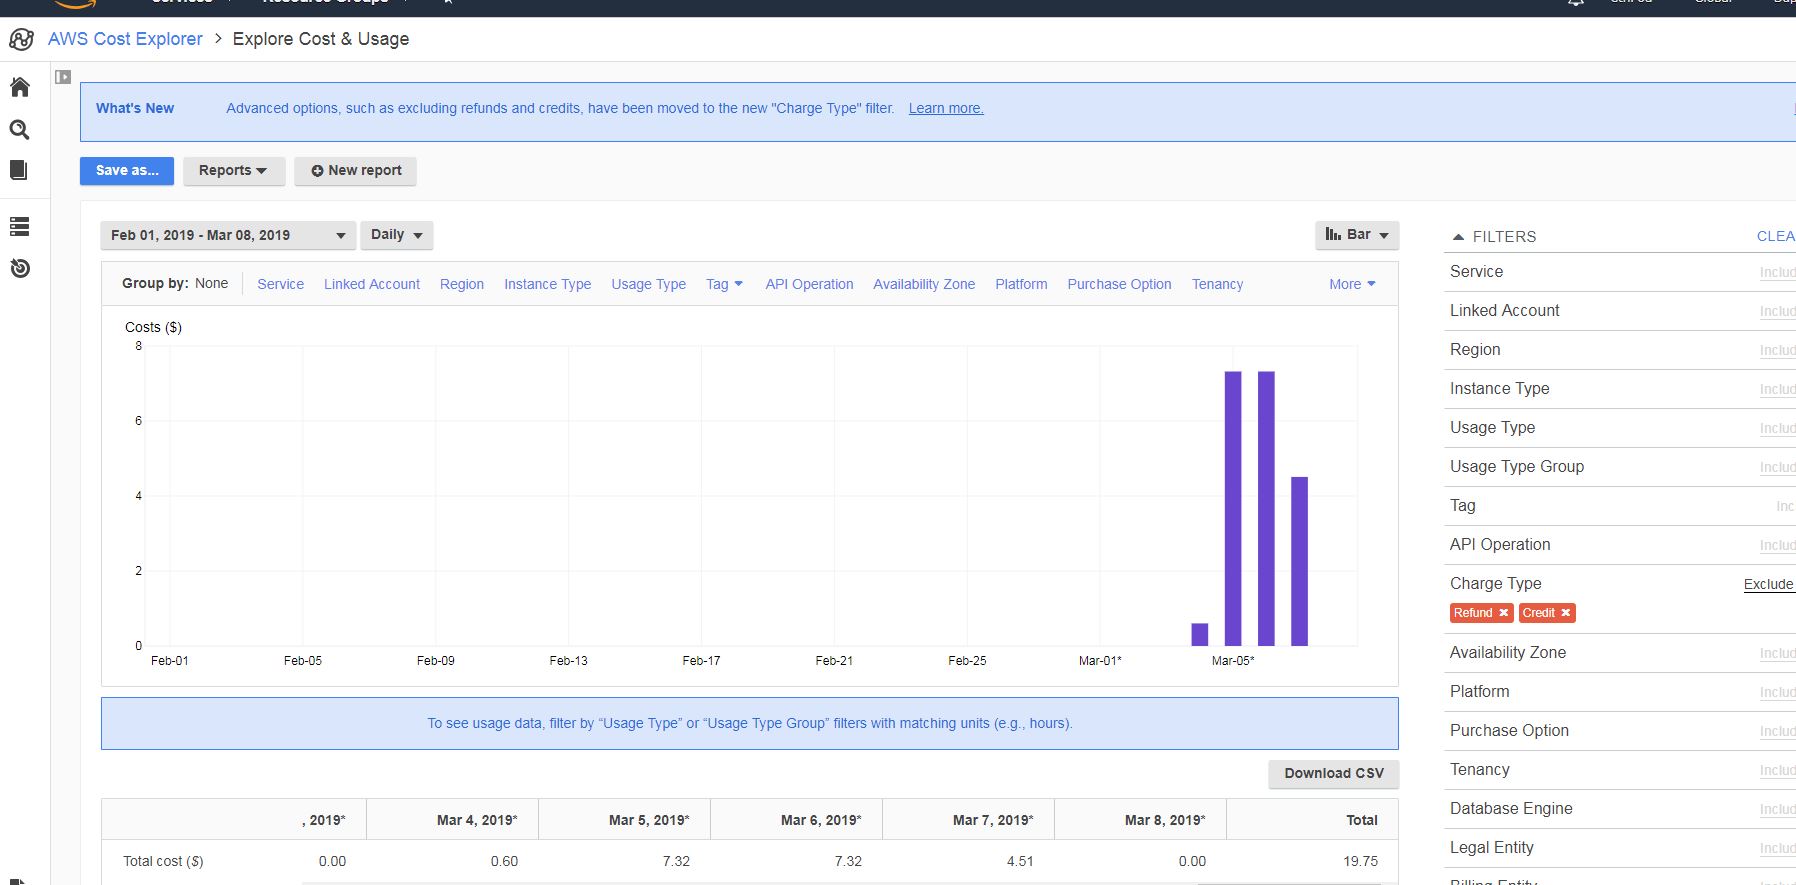 AWS Cost Explorer > Explore Cost & Usage
What's New Advanced options, such as excluding refunds and credits, have been moved to the new "Charge Type" filter. Learn more.
Save as... Reports New report
Feb 01, 2019 - Mar 08, 2019 Daily Bar
Group by: None Service Linked Account Region Instance Type Usage Type Tag API Operation Availability Zone Platform Purchase Option Tenancy More
Costs ($)
8
6
4
2
0
Feb-01 Feb-05 Feb-09 Feb-13 Feb-17 Feb-21 Feb-25 Mar-01* Mar-05*
To see usage data, filter by “Usage Type” or “Usage Type Group” filters with matching units (e.g., hours).
Download CSV
, 2019* Mar 4, 2019* Mar 5, 2019* Mar 6, 2019* Mar 7, 2019* Mar 8, 2019* Total
Total cost ($) 0.00 0.60 7.32 7.32 4.51 0.00 19.75
FILTERS CLEA
Service Includ
Linked Account Includ
Region Includ
Instance Type Includ
Usage Type Includ
Usage Type Group Includ
Tag Inc
API Operation Includ
Charge Type Exclude
Refund × Credit ×
Availability Zone Includ
Platform Includ
Purchase Option Includ
Tenancy Includ
Database Engine Includ
Legal Entity Includ